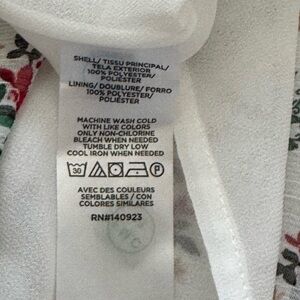 SHELL/ TISSU PRINCIPAL/
TELA EXTERIOR
100% POLYESTER/
POLIÉSTER
LINING/ DOUBLURE/ FORRO
100% POLYESTER/
POLIÉSTER
MACHINE WASH COLD
WITH LIKE COLORS
ONLY NON-CHLORINE
BLEACH WHEN NEEDED
TUMBLE DRY LOW
COOL IRON WHEN NEEDED
30 P
AVEC DES COULEURS
SEMBLABLES / CON
COLORES SIMILARES
RN#140923